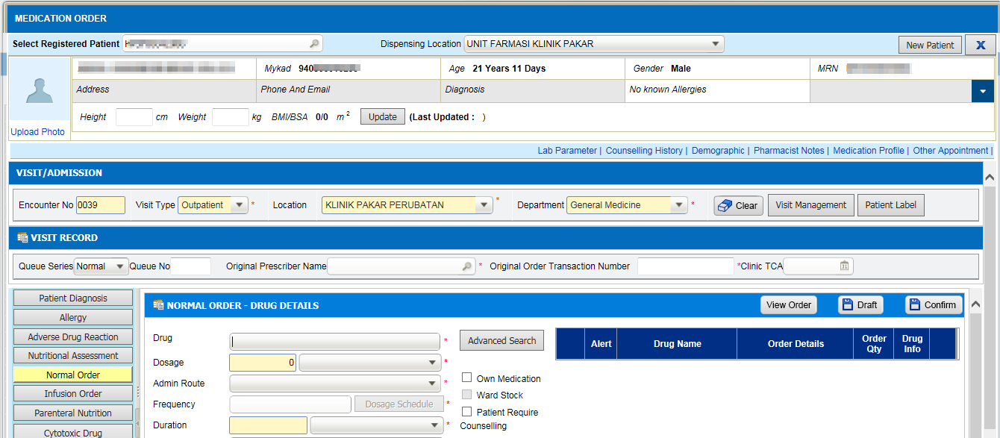 MEDICATION ORDER
Select Registered Patient Dispensing Location UNIT FARMASI KLINIK PAKAR New Patient X
Mykad 940 Age 21 Years 11 Days Gender Male MRN
Address Phone And Email Diagnosis No known Allergies
Height cm Weight kg BMI/BSA 0/0 m 2 Update (Last Updated : )
Upload Photo
Lab Parameter | Counselling History | Demographic | Pharmacist Notes | Medication Profile | Other Appointment |
VISIT/ADMISSION
Encounter No 0039 Visit Type Outpatient * Location KLINIK PAKAR PERUBATAN * Department General Medicine * Clear Visit Management Patient Label
VISIT RECORD
Queue Series Normal Queue No Original Prescriber Name * Original Order Transaction Number *Clinic TCA
Patient Diagnosis
Allergy
Adverse Drug Reaction
Nutritional Assessment
Normal Order
Infusion Order
Parenteral Nutrition
Cytotoxic Drug
NORMAL ORDER - DRUG DETAILS View Order Draft Confirm
Drug * Advanced Search
Dosage 0 *
Admin Route *
Frequency Dosage Schedule *
Duration *
Own Medication
Ward Stock
Patient Require
Counselling
Alert Drug Name Order Details Order Qty Drug Info